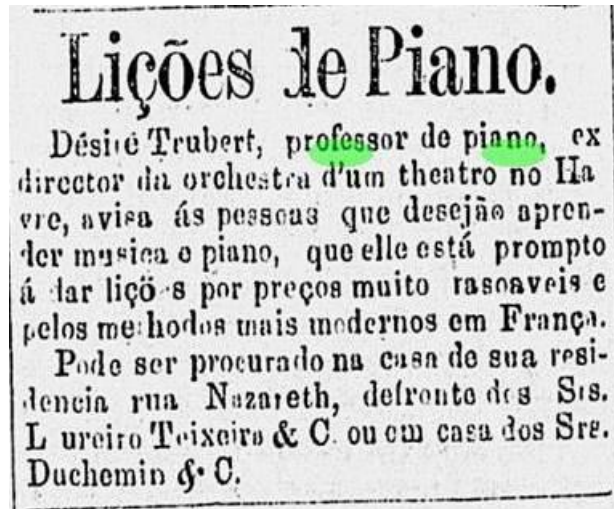 Lições de Piano.
Désiré Trubert, professor de piano, ex
director da orchestra d'um theatro no Ha
vre, avisa ás pessoas que desejão apren-
der musica e piano, que elle está prompto
á dar lições por preços muito rasoaveis e
pelos methodos mais modernos em França.
Pode ser procurado na casa de sua resi-
dencia rua Nazareth, defronte dos Srs.
L ureiro Teixeira & C. ou em casa dos Srs.
Duchemin & C.